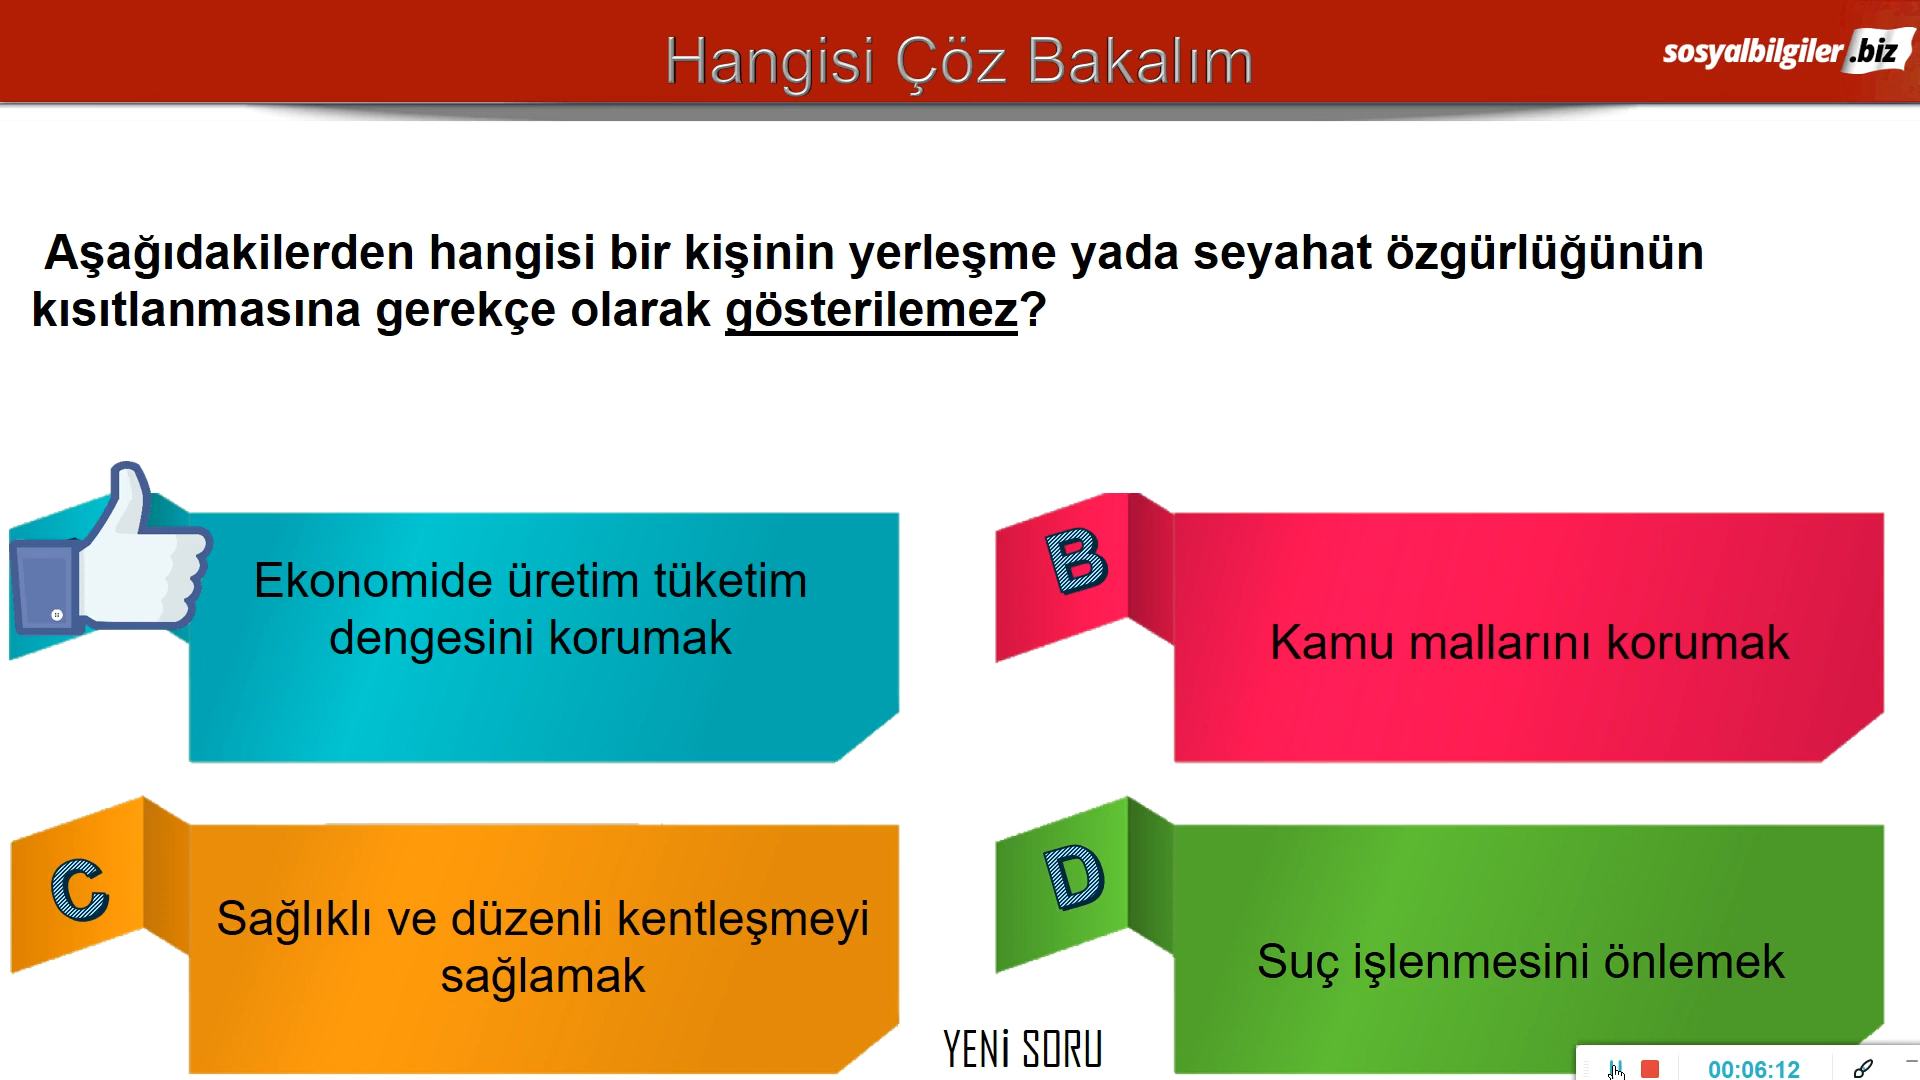 Hangisi Çöz Bakalım
sosyalbilgiler.biz
Aşağıdakilerden hangisi bir kişinin yerleşme yada seyahat özgürlüğünün
kısıtlanmasına gerekçe olarak gösterilemez?
Ekonomide üretim tüketim
dengesini korumak
B
Kamu mallarını korumak
C
Sağlıklı ve düzenli kentleşmeyi
sağlamak
D
Suç işlenmesini önlemek
YENİ SORU
00:06:12